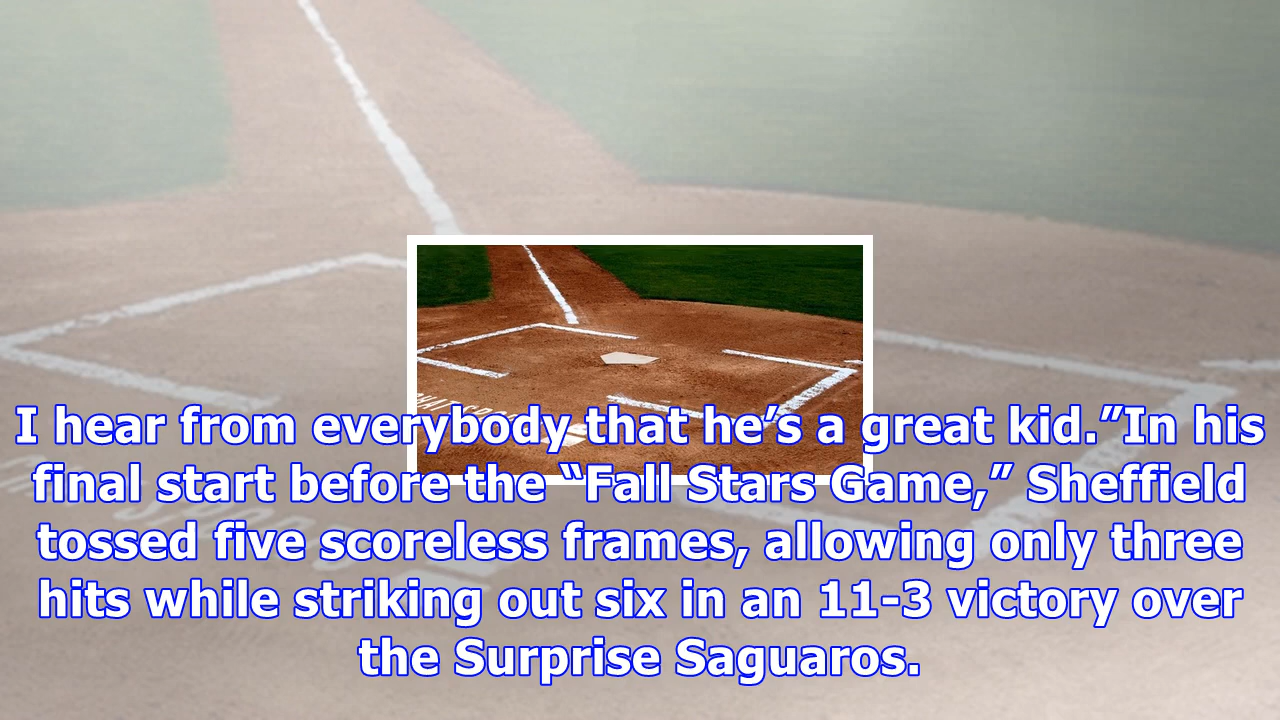 I hear from everybody that he’s a great kid.”In his
final start before the “Fall Stars Game,” Sheffield
tossed five scoreless frames, allowing only three
hits while striking out six in an 11-3 victory over
the Surprise Saguaros.